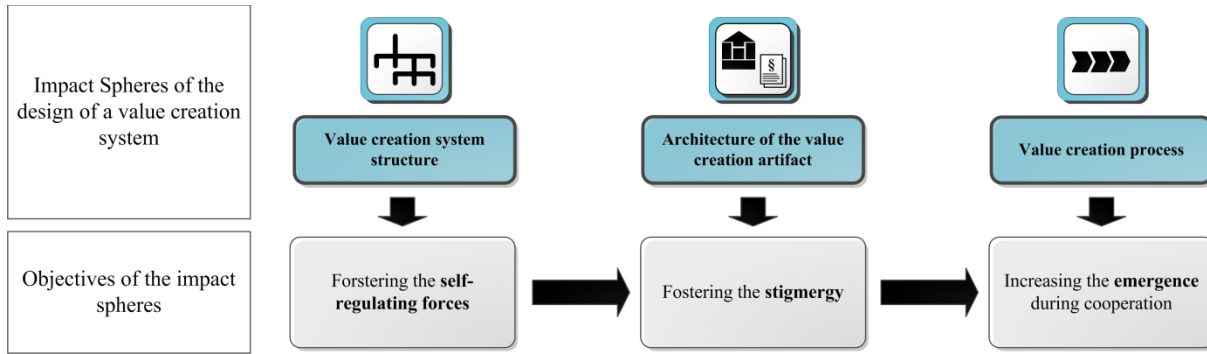 Impact Spheres of the
design of a value creation
system
Value creation system
structure
§
Architecture of the value
creation artifact
Value creation process
Objectives of the impact
spheres
Forstering the self-
regulating forces
Fostering the stigmergy
Increasing the emergence
during cooperation